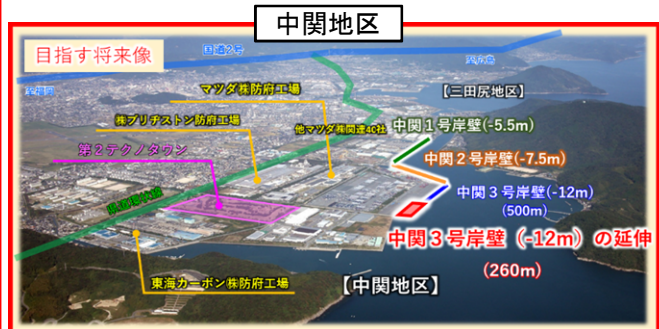 中関地区
目指す将来像
国道2号
マツダ㈱防府工場
【三田尻地区】
㈱ブリヂストン防府工場
他マツダ㈱関連4C社
中関1号岸壁(-5.5m)
第2テクノタウン
中関2号岸壁(-7.5m)
中関3号岸壁(-12m)
(500m)
中関3号岸壁(-12m)の延伸
(260m)
東海カーボン㈱防府工場
【中関地区】